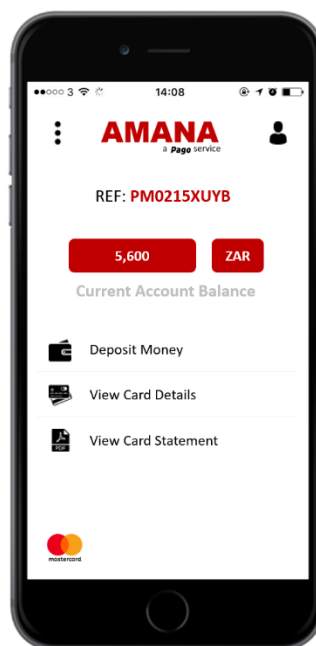 3 14:08
AMANA
a Pago service
REF: PM0215XUYB
5,600 ZAR
Current Account Balance
Deposit Money
View Card Details
View Card Statement
PDF
mastercard